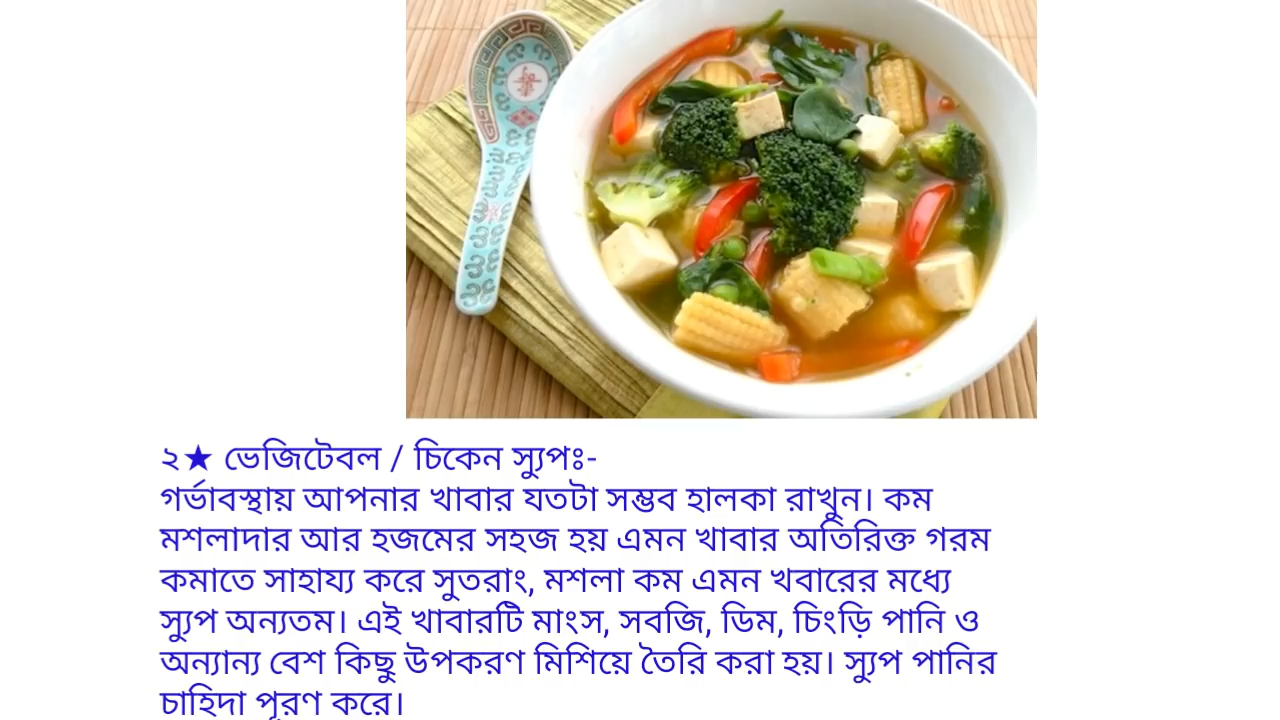 ২★ ভেজিটেবল / চিকেন স্যুপঃ-
গর্ভাবস্থায় আপনার খাবার যতটা সম্ভব হালকা রাখুন। কম
মশলাদার আর হজমের সহজ হয় এমন খাবার অতিরিক্ত গরম
কমাতে সাহায্য করে সুতরাং, মশলা কম এমন খবারের মধ্যে
স্যুপ অন্যতম। এই খাবারটি মাংস, সবজি, ডিম, চিংড়ি পানি ও
অন্যান্য বেশ কিছু উপকরণ মিশিয়ে তৈরি করা হয়। স্যুপ পানির
চাহিদা পূরণ করে।